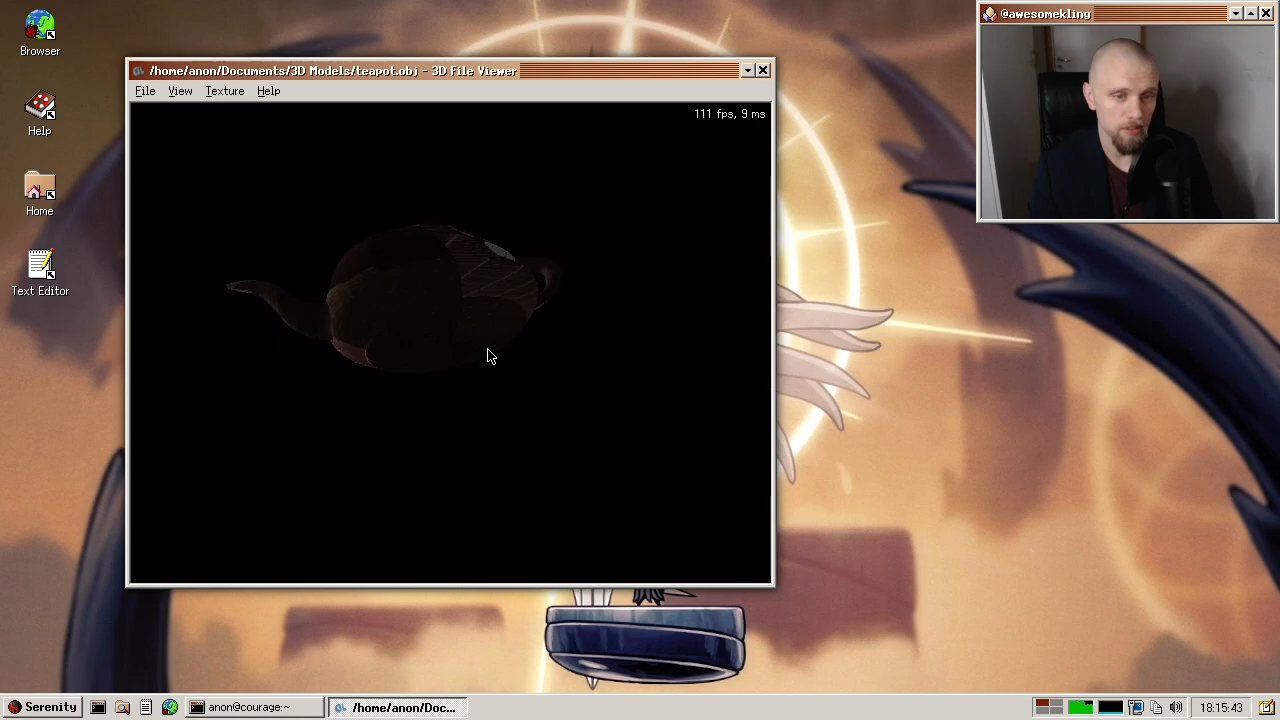 Browser
Help
Home
Text Editor
/home/anon/Documents/3D Models/teapot.obj - 3D File Viewer
File View Texture Help
111 fps, 9 ms
@awesomekling
Serenity
anon@courage:~
/home/anon/Doc...
18:15:43